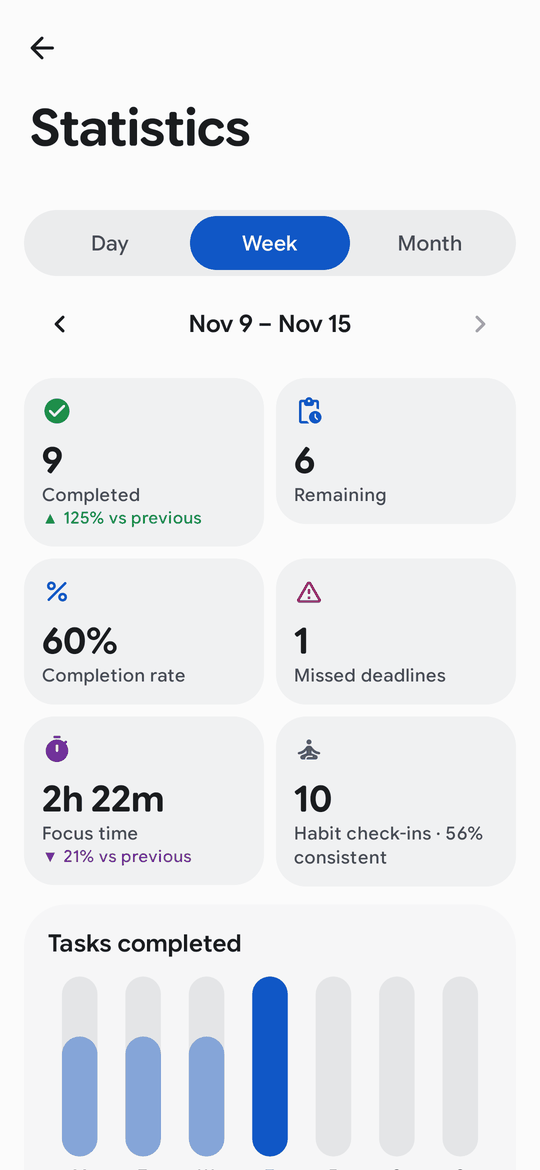 Statistics
Day Week Month
Nov 9 – Nov 15
9
Completed
▲ 125% vs previous
6
Remaining
60%
Completion rate
1
Missed deadlines
2h 22m
Focus time
▼ 21% vs previous
10
Habit check-ins · 56%
consistent
Tasks completed